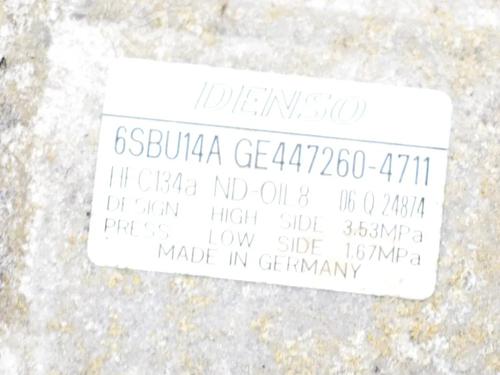 DENSO
6SBU14A GE447260-4711
HFC134a ND-OIL 8 06 Q 24874
DESIGN HIGH SIDE 3.53MPa
PRESS LOW SIDE 1.67MPa
MADE IN GERMANY